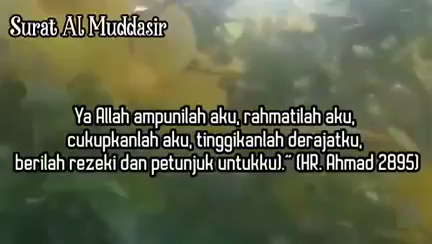 Surat Al Muddasir
Ya Allah ampunilah aku, rahmatilah aku,
cukupkanlah aku, tinggikanlah derajatku,
berilah rezeki dan petunjuk untukku)." (HR. Ahmad 2895)